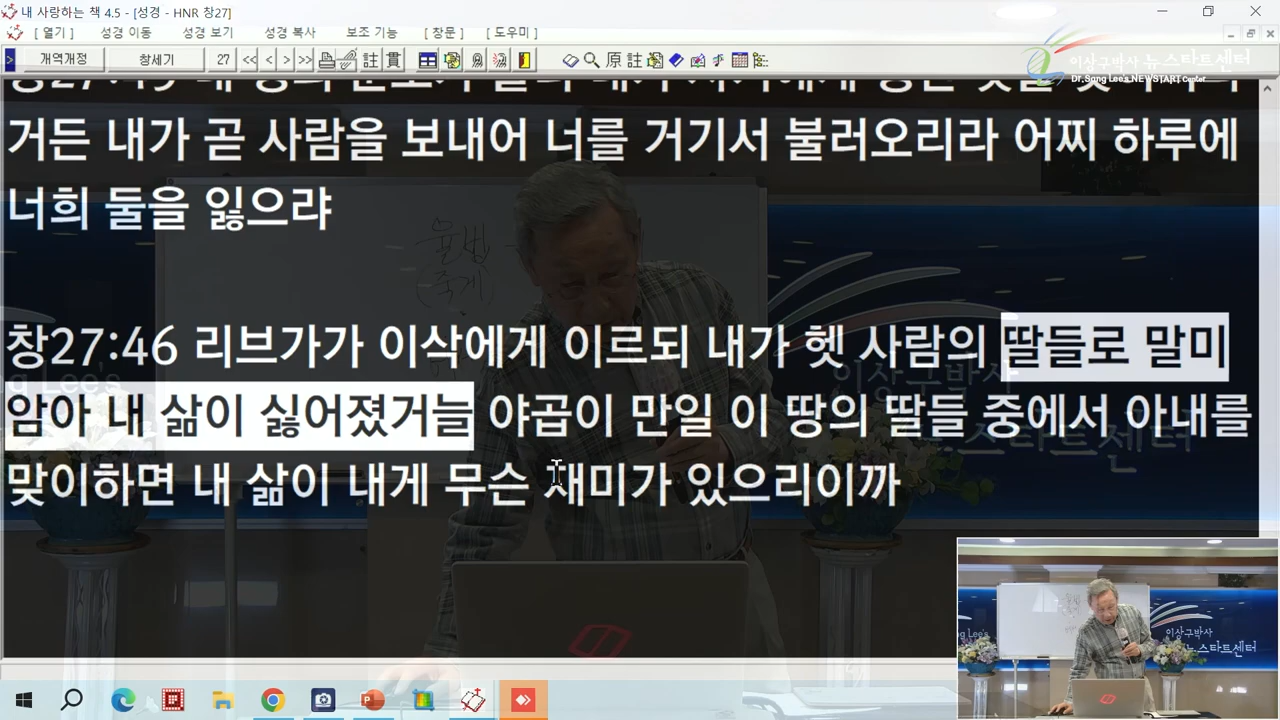 내 사랑하는 책 4.5 - [성경 - HNR 창27]
[ 열기 ] 성경 이동 성경 보기 성경 복사 보조 기능 [ 창문 ] [ 도우미 ]
개역개정 창세기 27 << < > >> 註 貫 原 註
이상구박사 뉴스타트센터
Dr. Sang Lee's NEWSTART Center
거든 내가 곧 사람을 보내어 너를 거기서 불러오리라 어찌 하루에
너희 둘을 잃으랴
율법
창27:46 리브가가 이삭에게 이르되 내가 헷 사람의 딸들로 말미
암아 내 삶이 싫어졌거늘 야곱이 만일 이 땅의 딸들 중에서 아내를
맞이하면 내 삶이 내게 무슨 재미가 있으리이까
이상구박사
뉴스타트센터